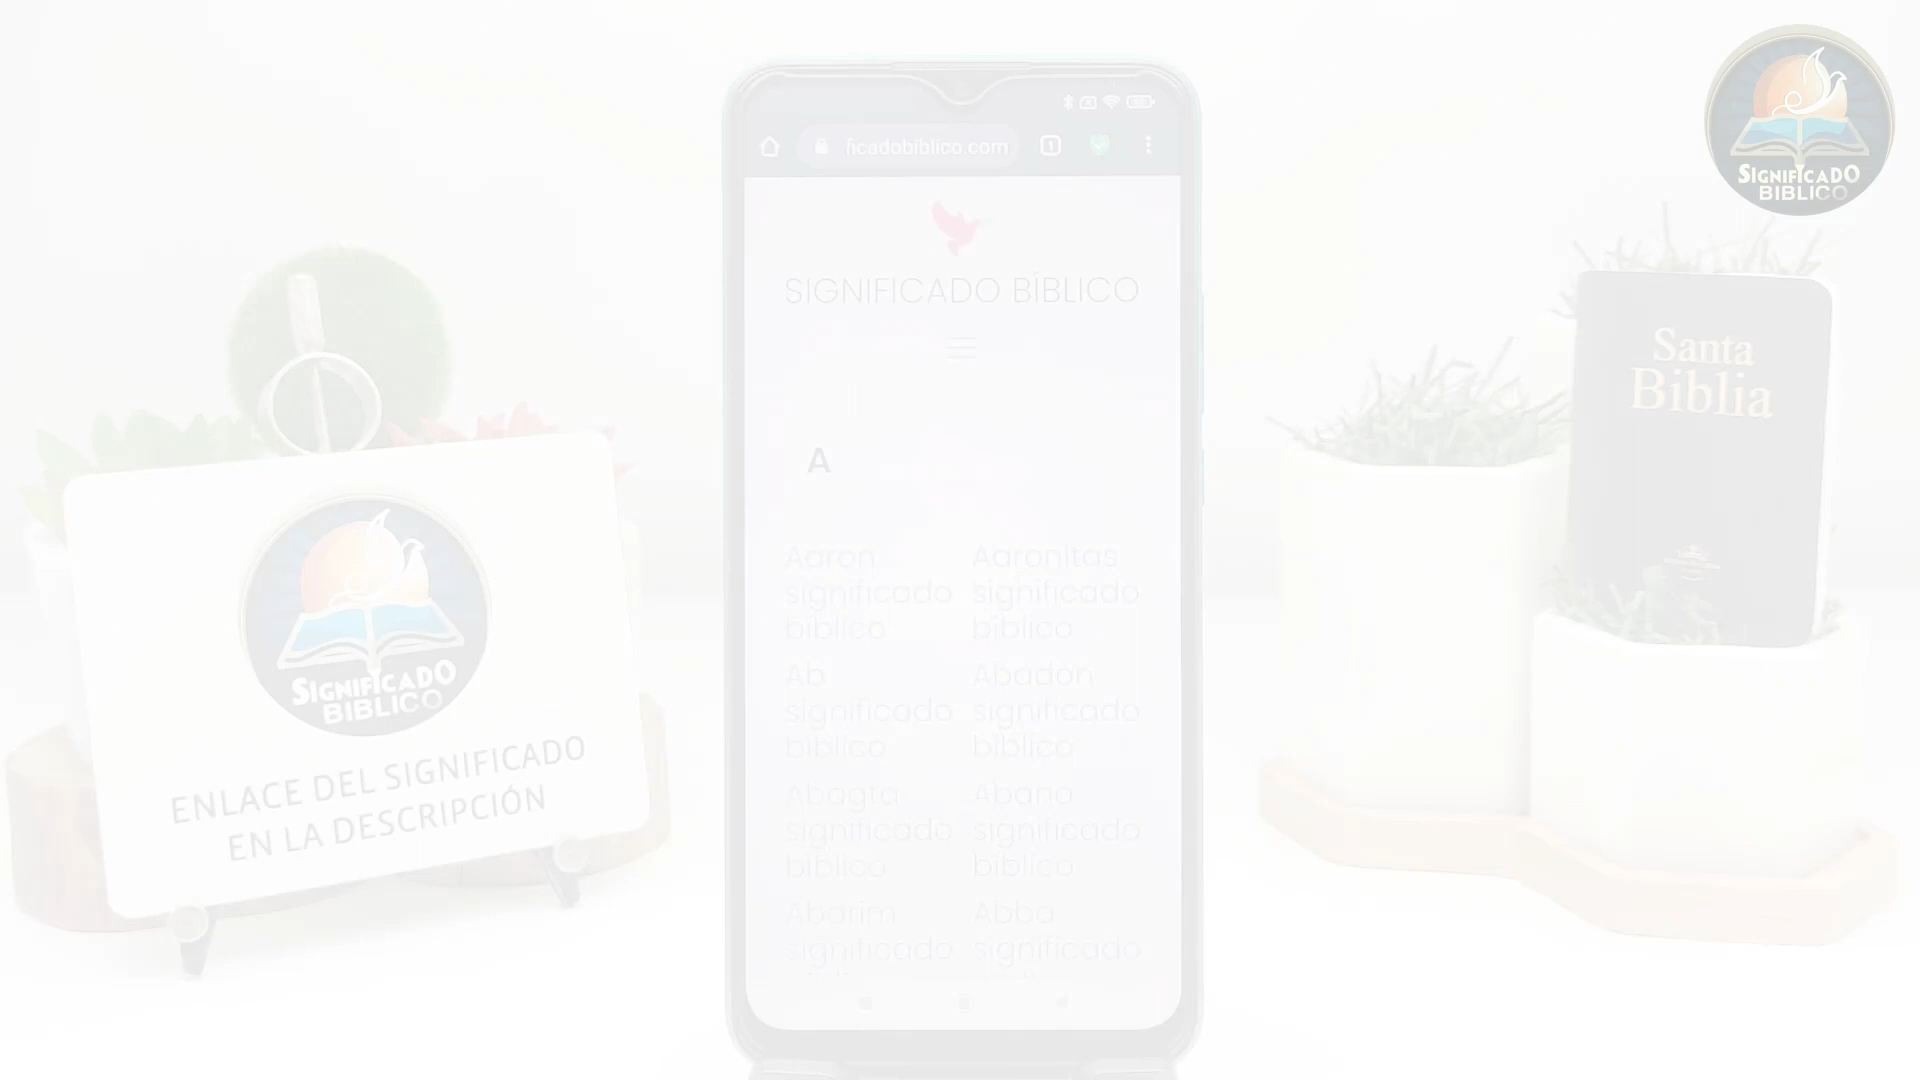 SIGNIFICADO
BIBLICO
ficadobiblico.com
SIGNIFICADO BÍBLICO
A
Aaron
significado
bíblico
Aaronitas
significado
bíblico
Ab
significado
bíblico
Abadón
significado
bíblico
Abagta
significado
bíblico
Abana
significado
bíblico
Abarim
significado
Abba
significado
SIGNIFICADO
BIBLICO
ENLACE DEL SIGNIFICADO
EN LA DESCRIPCIÓN
Santa
Biblia